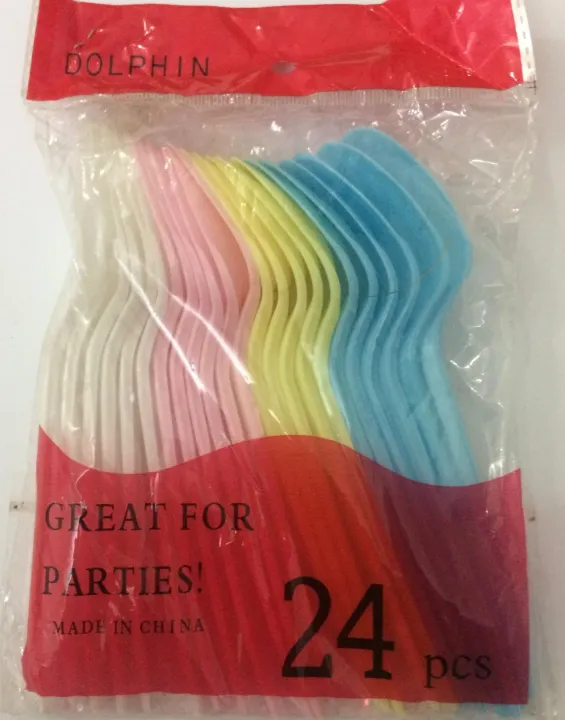 DOLPHIN
GREAT FOR
PARTIES!
MADE IN CHINA
24 pcs